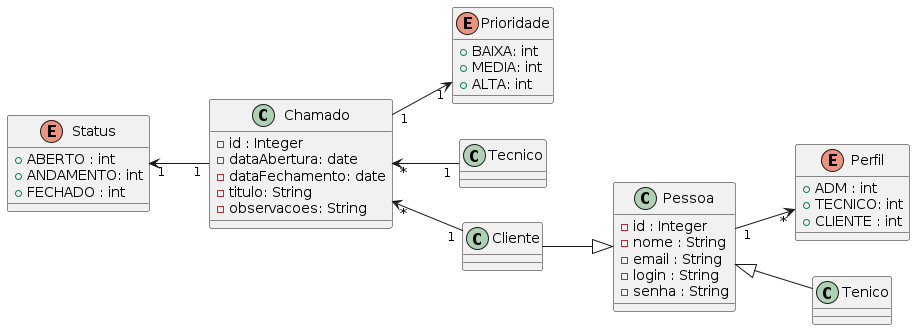 E Prioridade
BAIXA: int
MEDIA: int
ALTA: int
1
1
E Status
ABERTO : int
ANDAMENTO: int
FECHADO : int
1
1
C Chamado
id : Integer
dataAbertura: date
dataFechamento: date
titulo: String
observacoes: String
C Tecnico
*
1
C Cliente
*
1
C Pessoa
id : Integer
nome : String
email : String
login : String
senha : String
E Perfil
ADM : int
TECNICO: int
CLIENTE : int
1
*
C Tenico